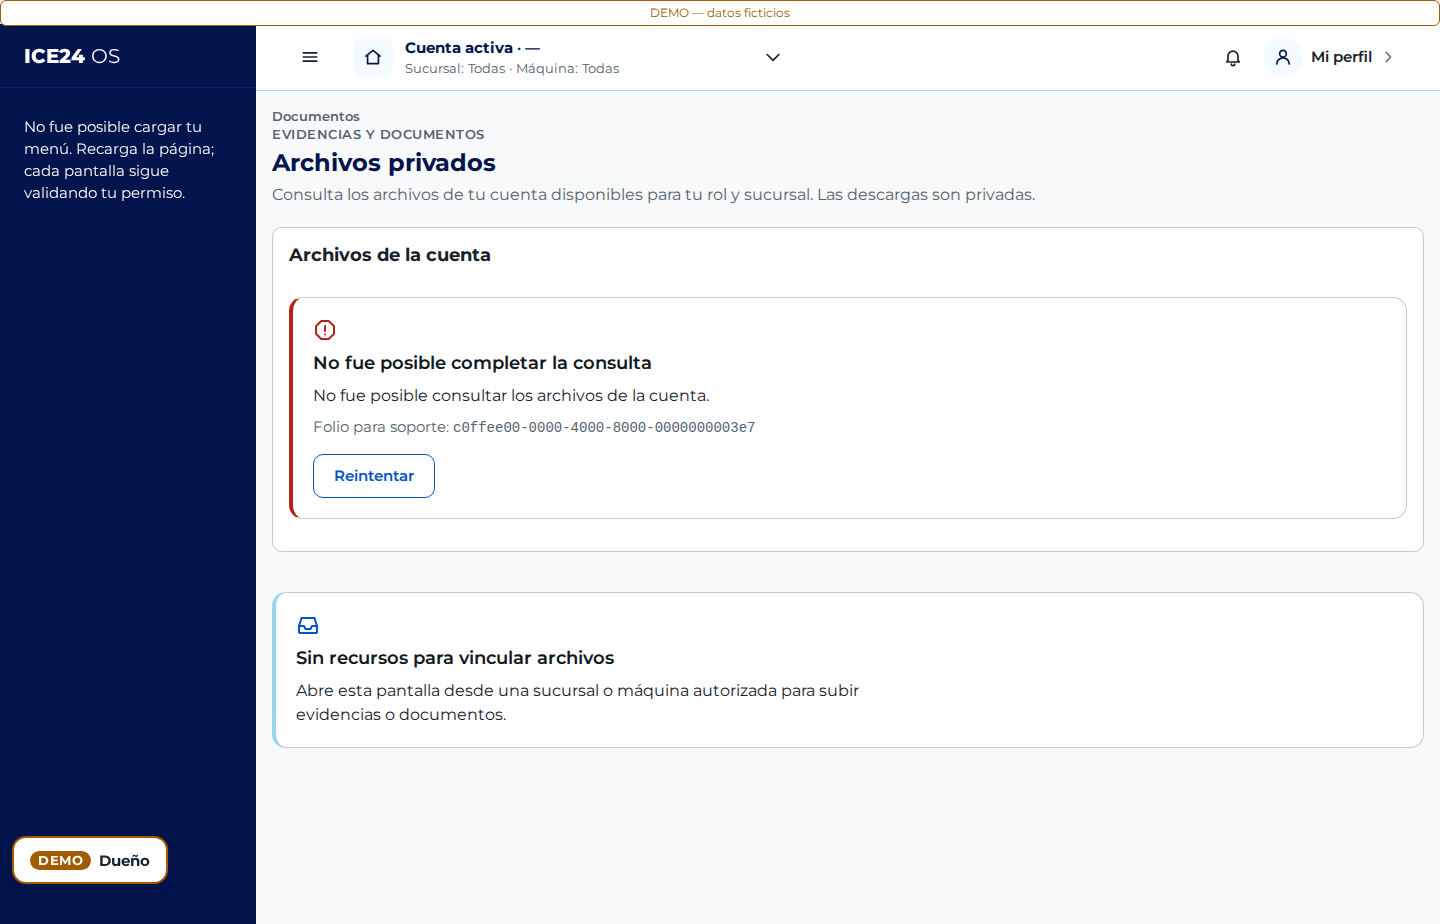 DEMO — datos ficticios
ICE24 OS
No fue posible cargar tu
menú. Recarga la página;
cada pantalla sigue
validando tu permiso.
DEMO Dueño
Cuenta activa · —
Sucursal: Todas · Máquina: Todas
Mi perfil
Documentos
EVIDENCIAS Y DOCUMENTOS
Archivos privados
Consulta los archivos de tu cuenta disponibles para tu rol y sucursal. Las descargas son privadas.
Archivos de la cuenta
No fue posible completar la consulta
No fue posible consultar los archivos de la cuenta.
Folio para soporte: c0ffee00-0000-4000-8000-0000000003e7
Reintentar
Sin recursos para vincular archivos
Abre esta pantalla desde una sucursal o máquina autorizada para subir
evidencias o documentos.